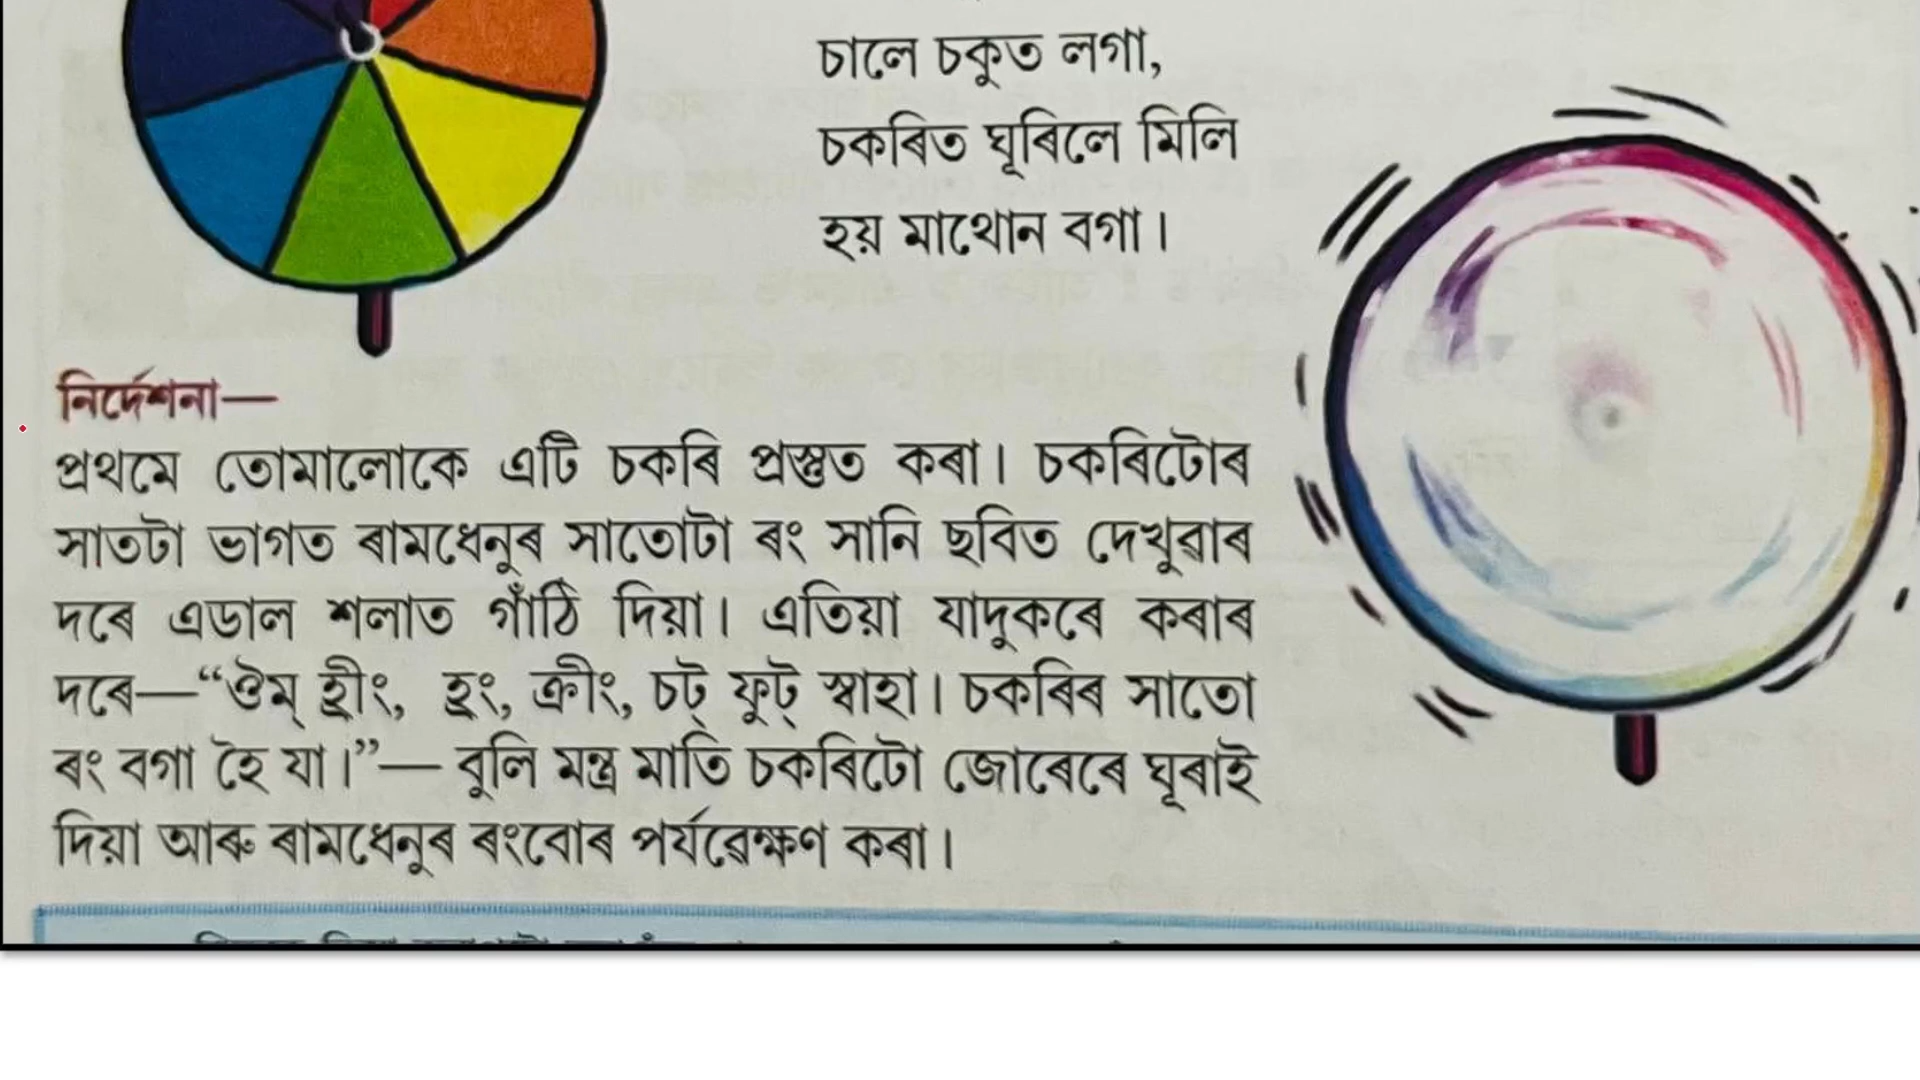 চালে চকুত লগা,
চকৰিত ঘূৰিলে মিলি
হয় মাথোন বগা।
নিৰ্দেশনা—
প্ৰথমে তোমালোকে এটি চকৰি প্ৰস্তুত কৰা। চকৰিটোৰ
সাতটা ভাগত ৰামধেনুৰ সাতোটা ৰং সানি ছবিত দেখুৱাৰ
দৰে এডাল শলাত গাঁঠি দিয়া। এতিয়া যাদুকৰে কৰাৰ
দৰে—“ঔম্ হ্ৰীং, হ্ৰং, ক্ৰীং, চট্ ফুট্ স্বাহা। চকৰিৰ সাতো
ৰং বগা হৈ যা।”— বুলি মন্ত্ৰ মাতি চকৰিটো জোৰেৰে ঘূৰাই
দিয়া আৰু ৰামধেনুৰ ৰংবোৰ পৰ্যৱেক্ষণ কৰা।